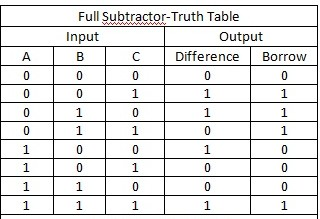 Full Subtractor-Truth Table
Input Output
A B C Difference Borrow
0 0 0 0 0
0 0 1 1 1
0 1 0 1 1
0 1 1 0 1
1 0 0 1 0
1 0 1 0 0
1 1 0 0 0
1 1 1 1 1